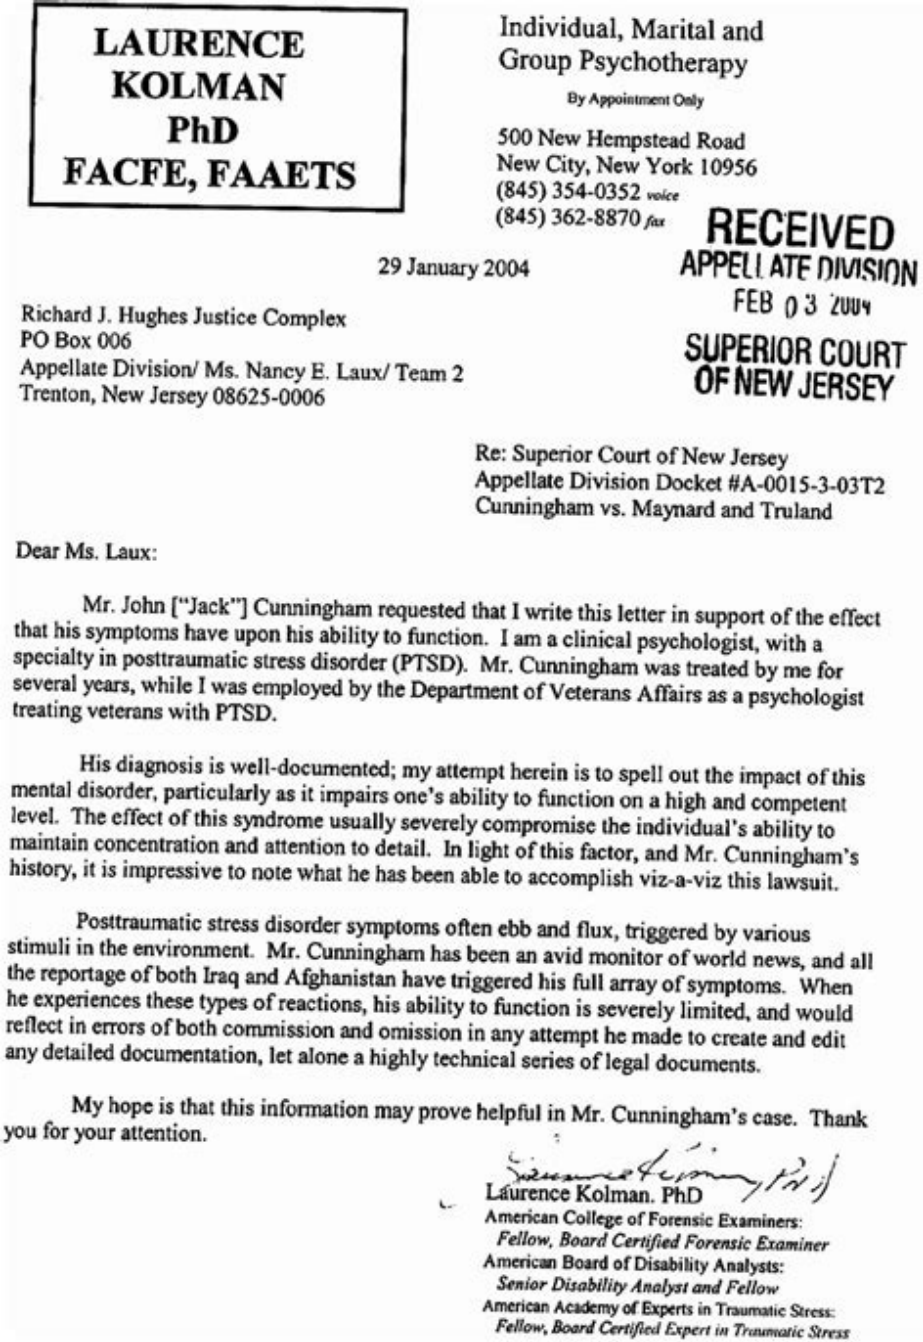 LAURENCE
KOLMAN
PhD
FACFE, FAAETS
Individual, Marital and
Group Psychotherapy
By Appointment Only
500 New Hempstead Road
New City, New York 10956
(845) 354-0352 voice
(845) 362-8870 fax
RECEIVED
APPELLATE DIVISION
FEB 03 2004
SUPERIOR COURT
OF NEW JERSEY
29 January 2004
Richard J. Hughes Justice Complex
PO Box 006
Appellate Division/ Ms. Nancy E. Laux/ Team 2
Trenton, New Jersey 08625-0006
Re: Superior Court of New Jersey
Appellate Division Docket #A-0015-3-03T2
Cunningham vs. Maynard and Truland
Dear Ms. Laux:
Mr. John ["Jack"] Cunningham requested that I write this letter in support of the effect
that his symptoms have upon his ability to function. I am a clinical psychologist, with a
specialty in posttraumatic stress disorder (PTSD). Mr. Cunningham was treated by me for
several years, while I was employed by the Department of Veterans Affairs as a psychologist
treating veterans with PTSD.
His diagnosis is well-documented; my attempt herein is to spell out the impact of this
mental disorder, particularly as it impairs one's ability to function on a high and competent
level. The effect of this syndrome usually severely compromise the individual's ability to
maintain concentration and attention to detail. In light of this factor, and Mr. Cunningham's
history, it is impressive to note what he has been able to accomplish viz-a-viz this lawsuit.
Posttraumatic stress disorder symptoms often ebb and flux, triggered by various
stimuli in the environment. Mr. Cunningham has been an avid monitor of world news, and all
the reportage of both Iraq and Afghanistan have triggered his full array of symptoms. When
he experiences these types of reactions, his ability to function is severely limited, and would
reflect in errors of both commission and omission in any attempt he made to create and edit
any detailed documentation, let alone a highly technical series of legal documents.
My hope is that this information may prove helpful in Mr. Cunningham's case. Thank
you for your attention.
Laurence Kolman, PhD
Laurence Kolman. PhD
American College of Forensic Examiners:
Fellow, Board Certified Forensic Examiner
American Board of Disability Analysts:
Senior Disability Analyst and Fellow
American Academy of Experts in Traumatic Stress:
Fellow, Board Certified Expert in Traumatic Stress